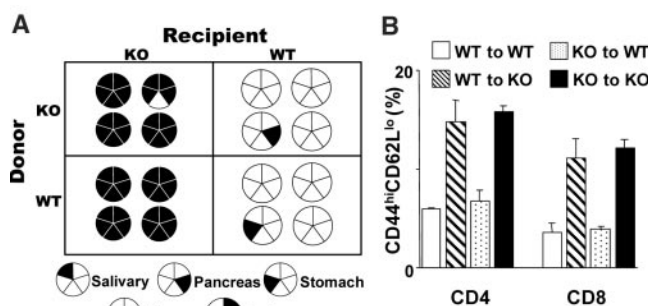 A
Recipient
KO WT
Donor
KO
WT
Salivary Pancreas Stomach
B
WT to WT KO to WT
WT to KO KO to KO
CD44hiCD62Llo (%)
20
10
0
CD4 CD8